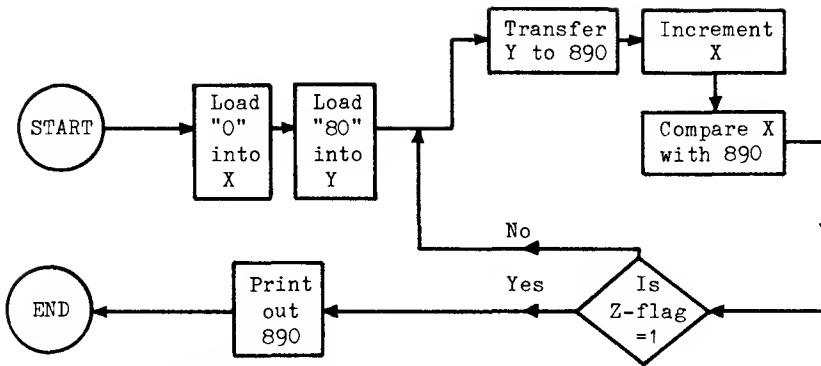 START
Load
"0"
into
X
Load
"80"
into
Y
Transfer
Y to 890
Increment
X
Compare X
with 890
Is
Z-flag
=1
No
Yes
Print
out
890
END